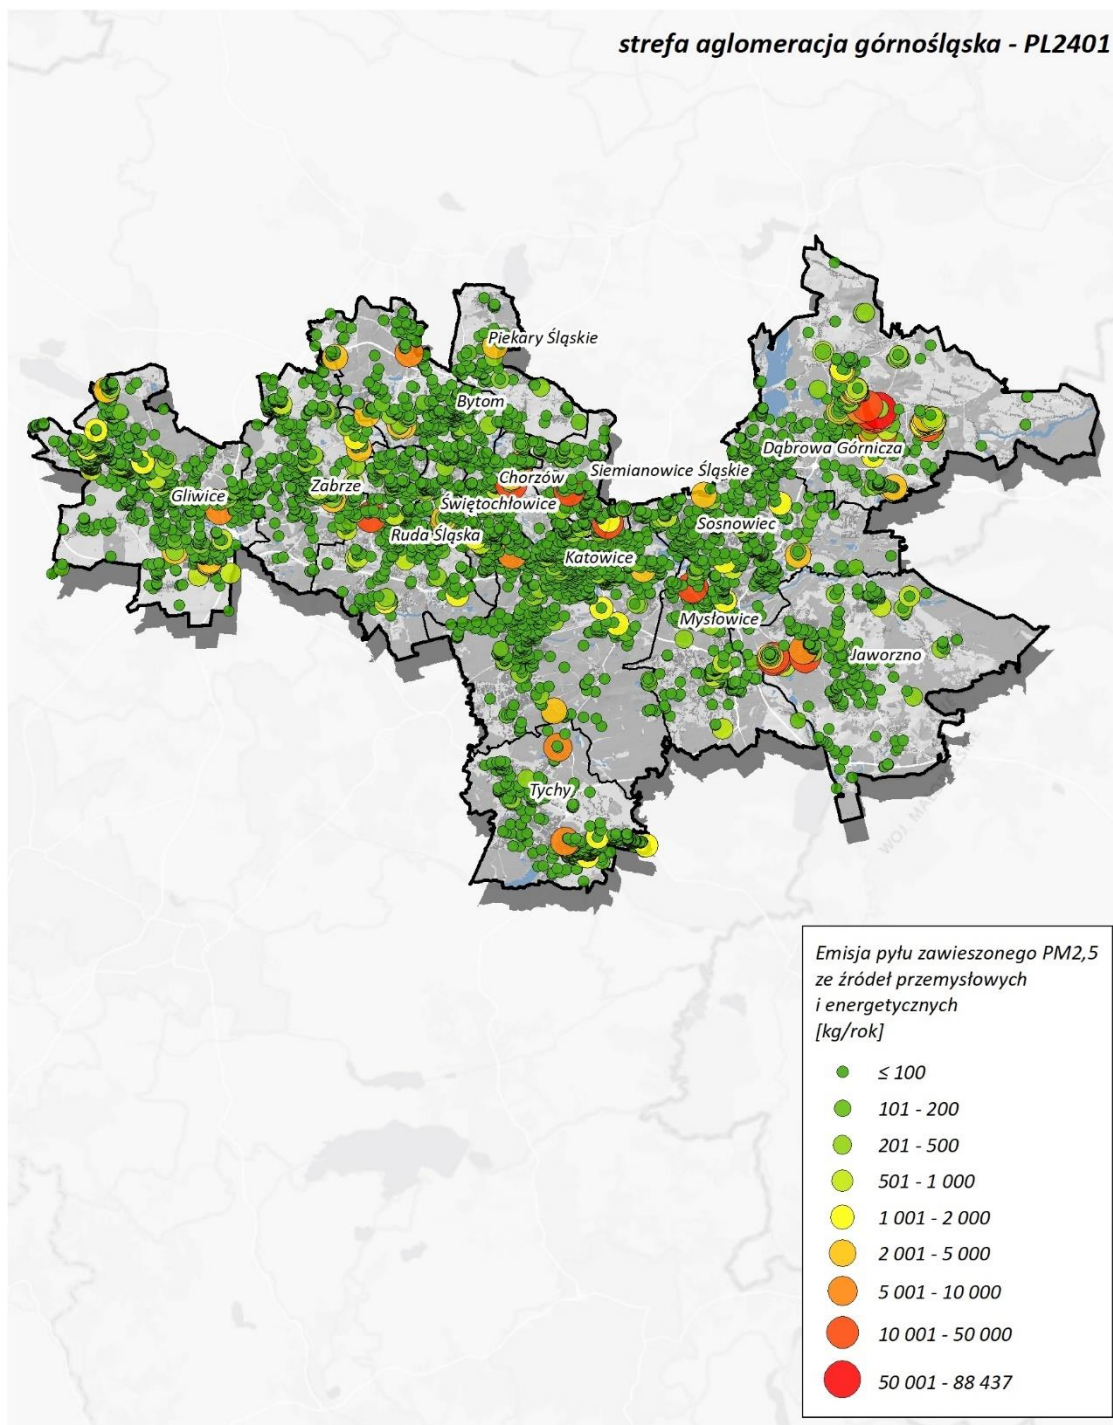 strefa aglomeracja górnośląska - PL2401
Piekary Śląskie
Bytom
Dąbrowa Górnicza
Siemianowice Śląskie
Chorzów
Zabrze
Gliwice
Świętochłowice
Sosnowiec
Ruda Śląska
Katowice
Mysłowice
Jaworzno
Tychy
Emisja pyłu zawieszonego PM2,5
ze źródeł przemysłowych
i energetycznych
[kg/rok]
≤ 100
101 - 200
201 - 500
501 - 1 000
1 001 - 2 000
2 001 - 5 000
5 001 - 10 000
10 001 - 50 000
50 001 - 88 437